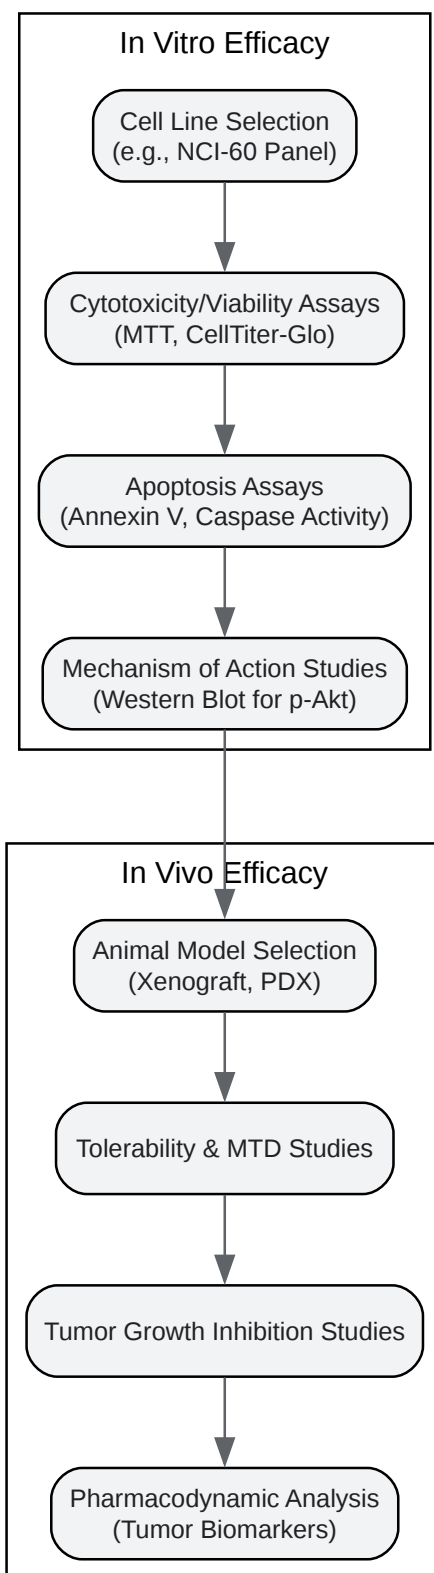 In Vitro Efficacy
Cell Line Selection
(e.g., NCI-60 Panel)
Cytotoxicity/Viability Assays
(MTT, CellTiter-Glo)
Apoptosis Assays
(Annexin V, Caspase Activity)
Mechanism of Action Studies
(Western Blot for p-Akt)
In Vivo Efficacy
Animal Model Selection
(Xenograft, PDX)
Tolerability & MTD Studies
Tumor Growth Inhibition Studies
Pharmacodynamic Analysis
(Tumor Biomarkers)